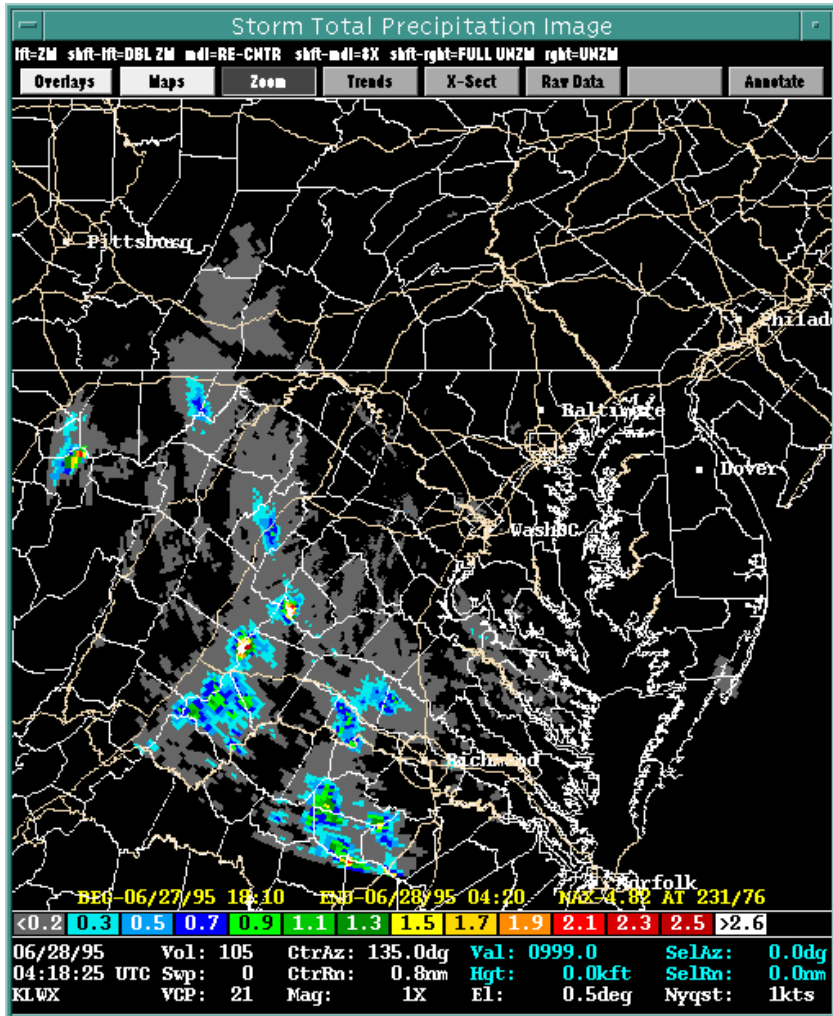 Storm Total Precipitation Image
lft=ZM shft-lft=DBL ZM mdl=RE-CNTR shft-mdl=8X shft-rght=FULL UNZM rght=UNZM
Overlays Maps Zoom Trends X-Sect Raw Data Annotate
Pittsburg
Philad
Baltimore
Dover
WashDC
Richmond
Norfolk
BEG-06/27/95 18:10 END-06/28/95 04:20 MAX-4.82 AT 231/76
<0.2 0.3 0.5 0.7 0.9 1.1 1.3 1.5 1.7 1.9 2.1 2.3 2.5 >2.6
06/28/95 Vol: 105 CtrAz: 135.0dg Val: 0999.0 SelAz: 0.0dg
04:18:25 UTC Swp: 0 CtrRn: 0.8nm Hgt: 0.0kft SelRn: 0.0nm
KLWX VCP: 21 Mag: 1X El: 0.5deg Nyqst: 1kts